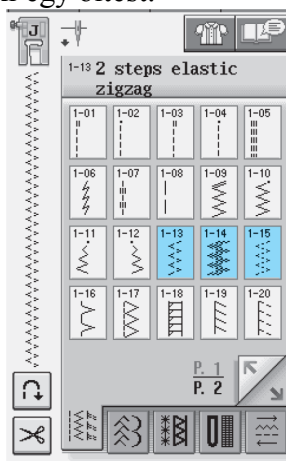 J
1-13 2 steps elastic
zigzag
1-01 1-02 1-03 1-04 1-05
1-06 1-07 1-08 1-09 1-10
1-11 1-12 1-13 1-14 1-15
1-16 1-17 1-18 1-19 1-20
P. 1
P. 2